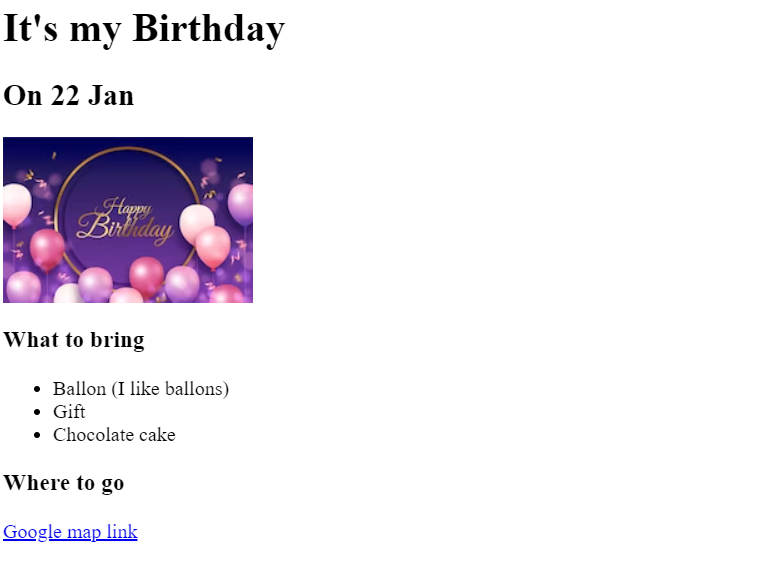 It's my Birthday
On 22 Jan
Happy
Birthday
What to bring
Ballon (I like ballons)
Gift
Chocolate cake
Where to go
Google map link